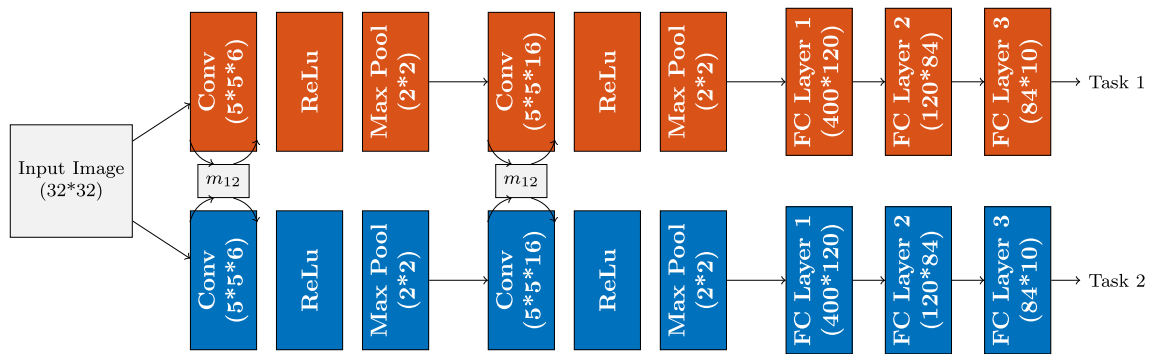 Input Image
(32*32)
Conv
(5*5*6)
ReLu
Max Pool
(2*2)
Conv
(5*5*16)
ReLu
Max Pool
(2*2)
FC Layer 1
(400*120)
FC Layer 2
(120*84)
FC Layer 3
(84*10)
Task 1
m12
m12
Conv
(5*5*6)
ReLu
Max Pool
(2*2)
Conv
(5*5*16)
ReLu
Max Pool
(2*2)
FC Layer 1
(400*120)
FC Layer 2
(120*84)
FC Layer 3
(84*10)
Task 2